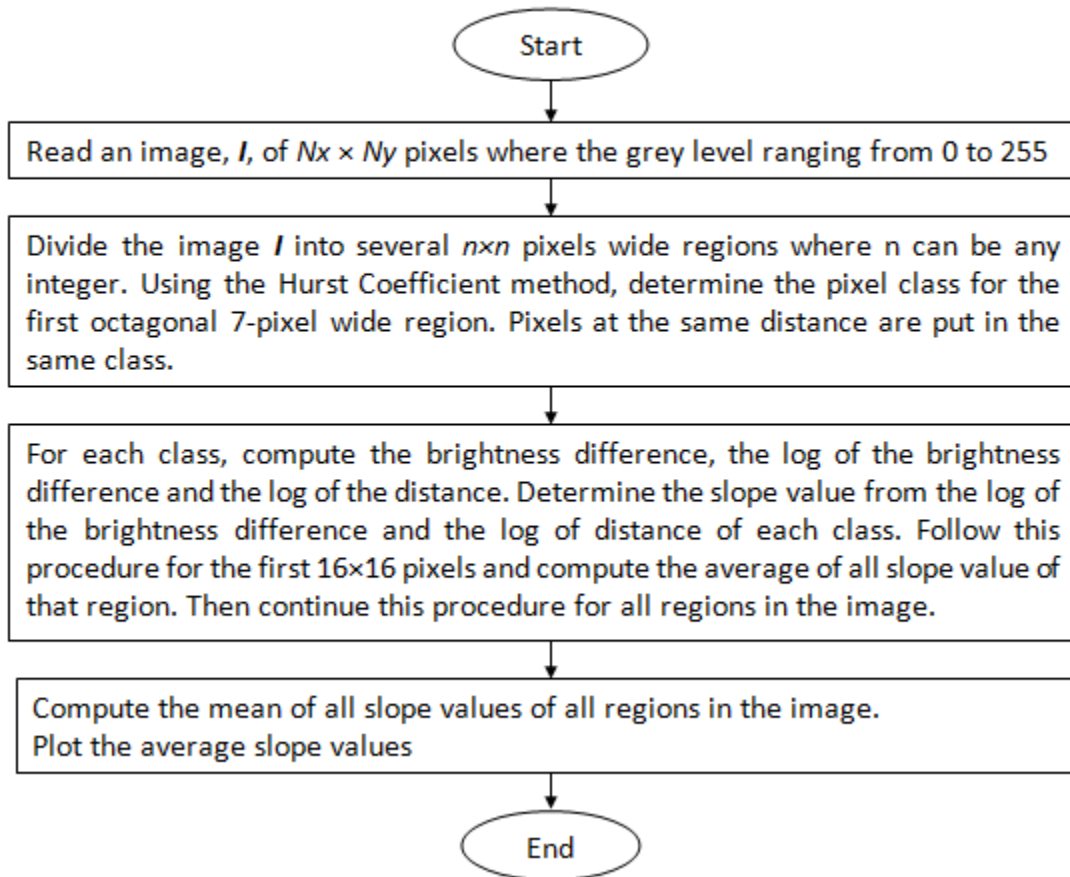 Start
Read an image, I, of Nx × Ny pixels where the grey level ranging from 0 to 255
Divide the image I into several n×n pixels wide regions where n can be any
integer. Using the Hurst Coefficient method, determine the pixel class for the
first octagonal 7-pixel wide region. Pixels at the same distance are put in the
same class.
For each class, compute the brightness difference, the log of the brightness
difference and the log of the distance. Determine the slope value from the log of
the brightness difference and the log of distance of each class. Follow this
procedure for the first 16×16 pixels and compute the average of all slope value of
that region. Then continue this procedure for all regions in the image.
Compute the mean of all slope values of all regions in the image.
Plot the average slope values
End